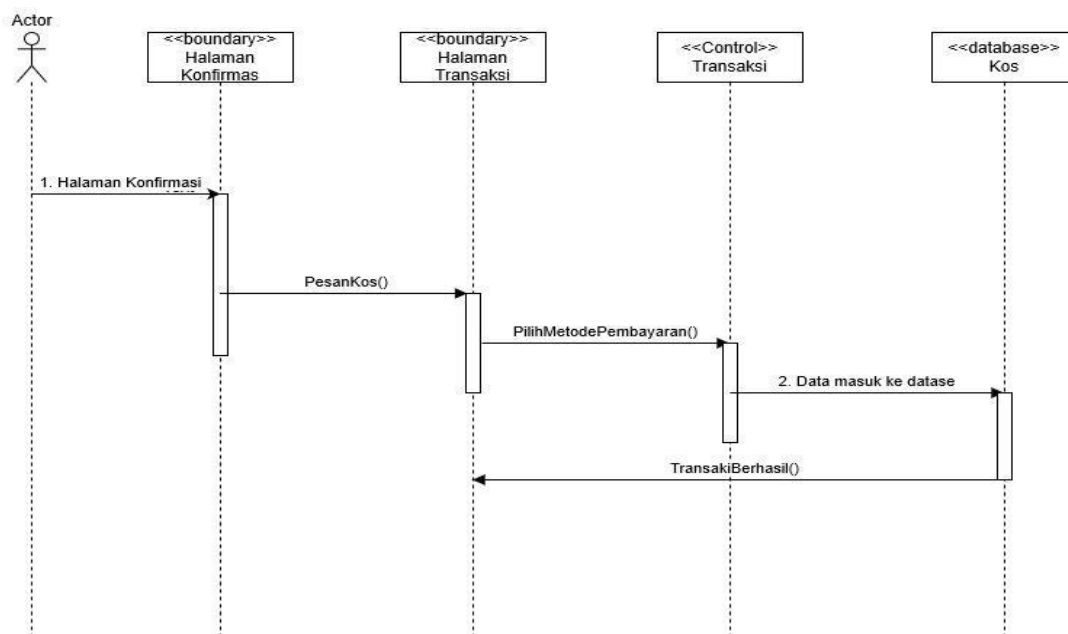 Actor
<<boundary>>
Halaman
Konfirmas
<<boundary>>
Halaman
Transaksi
<<Control>>
Transaksi
<<database>>
Kos
1. Halaman Konfirmasi
PesanKos()
PilihMetodePembayaran()
2. Data masuk ke datase
TransakiBerhasil()